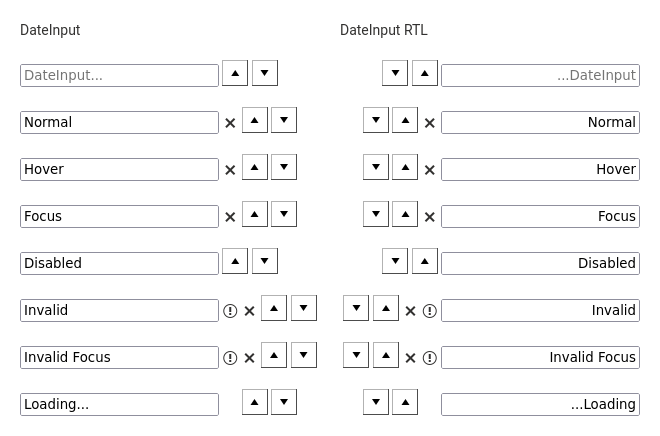 DateInput
DateInput RTL
DateInput...
...DateInput
Normal
Normal
Hover
Hover
Focus
Focus
Disabled
Disabled
Invalid
Invalid
Invalid Focus
Invalid Focus
Loading...
...Loading